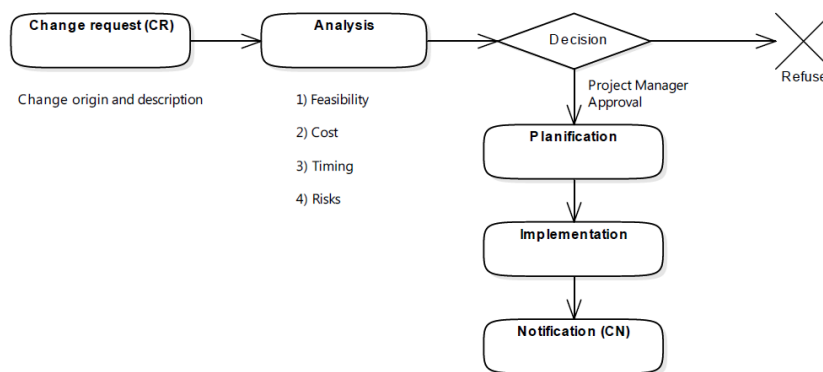 Change request (CR)
Analysis
Decision
Refuse
Change origin and description
1) Feasibility
2) Cost
3) Timing
4) Risks
Project Manager
Approval
Planification
Implementation
Notification (CN)